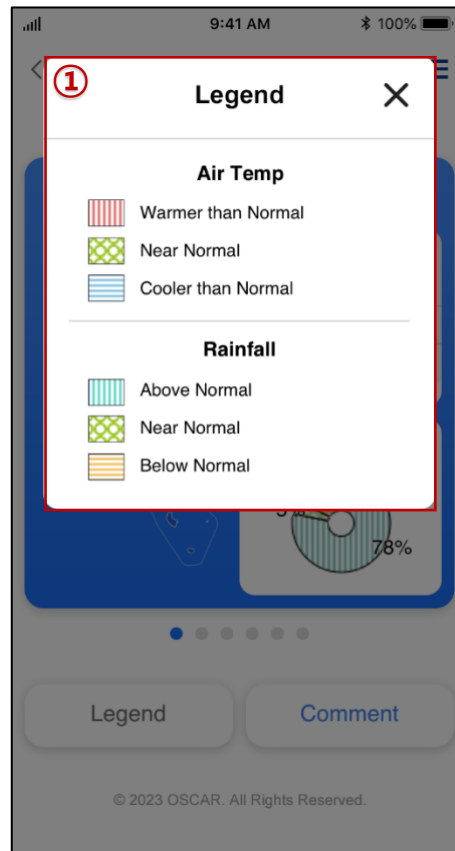 9:41 AM
100%
①
Legend
Air Temp
Warmer than Normal
Near Normal
Cooler than Normal
Rainfall
Above Normal
Near Normal
Below Normal
78%
Legend
Comment
© 2023 OSCAR. All Rights Reserved.